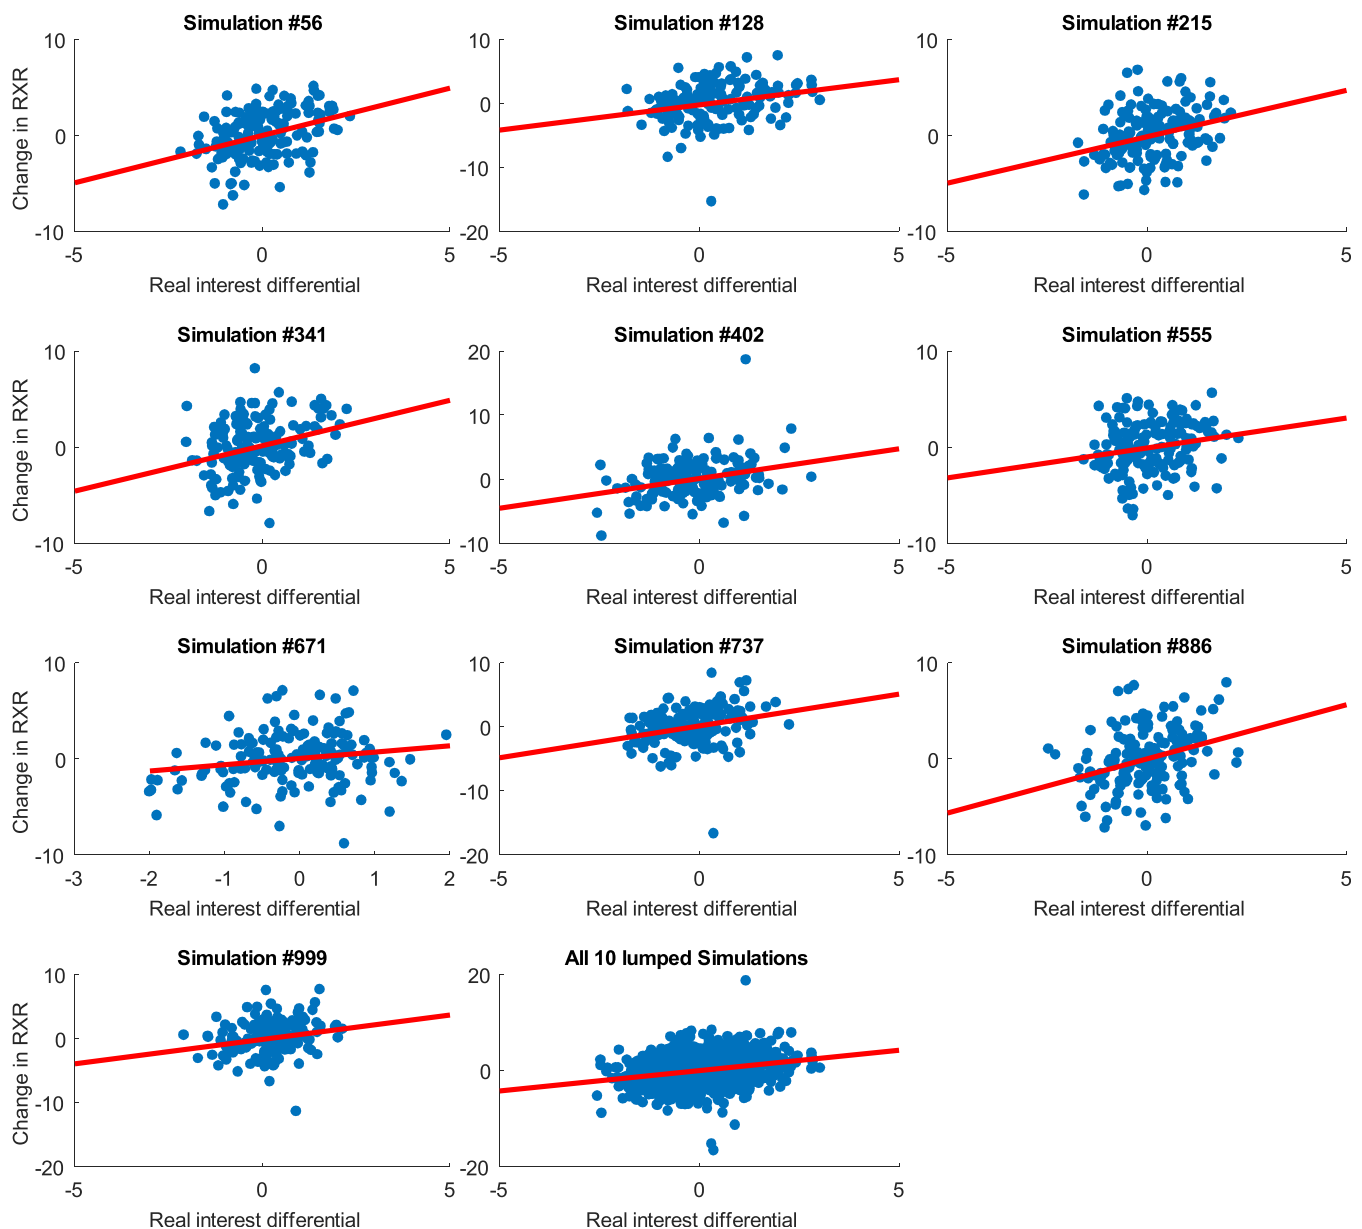 Simulation #56
Simulation #128
Simulation #215
10
0
-10
-5
0
5
Change in RXR
Real interest differential
10
0
-10
-20
-5
0
5
Real interest differential
10
0
-10
-5
0
5
Real interest differential
Simulation #341
Simulation #402
Simulation #555
10
0
-10
-5
0
5
Change in RXR
Real interest differential
20
10
0
-10
-5
0
5
Real interest differential
10
0
-10
-5
0
5
Real interest differential
Simulation #671
Simulation #737
Simulation #886
10
0
-10
-3
-2
-1
0
1
2
Change in RXR
Real interest differential
10
0
-10
-20
-5
0
5
Real interest differential
10
0
-10
-5
0
5
Real interest differential
Simulation #999
All 10 lumped Simulations
10
0
-10
-20
-5
0
5
Change in RXR
Real interest differential
20
0
-20
-5
0
5
Real interest differential